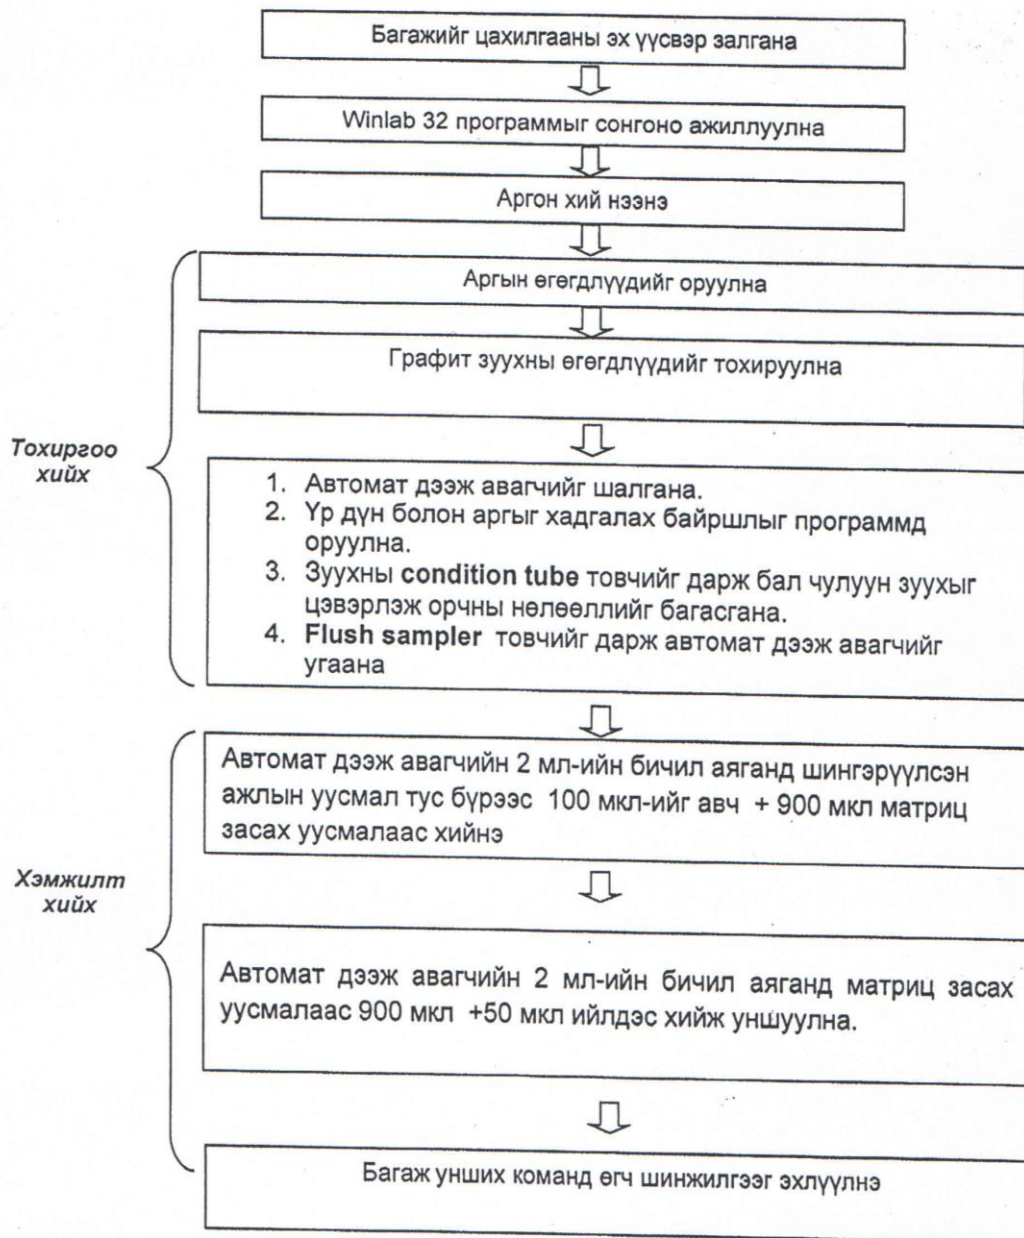 Багажийг цахилгааны эх үүсвэр залгана
Winlab 32 программыг сонгоно ажиллуулна
Аргон хий нээнэ
Аргын өгөгдлүүдийг оруулна
Графит зуухны өгөгдлүүдийг тохируулна
Тохиргоо
хийх
1. Автомат дээж авагчийг шалгана.
2. Үр дүн болон аргыг хадгалах байршлыг программд
оруулна.
3. Зуухны condition tube товчийг дарж бал чулуун зуухыг
цэвэрлэж орчны нөлөөллийг багасгана.
4. Flush sampler товчийг дарж автомат дээж авагчийг
угаана
Автомат дээж авагчийн 2 мл-ийн бичил аяганд шингэрүүлсэн
ажлын уусмал тус бүрээс 100 мкл-ийг авч + 900 мкл матриц
засах уусмалаас хийнэ
Хэмжилт
хийх
Автомат дээж авагчийн 2 мл-ийн бичил аяганд матриц засах
уусмалаас 900 мкл +50 мкл ийлдэс хийж уншуулна.
Багаж унших команд өгч шинжилгээг эхлүүлнэ